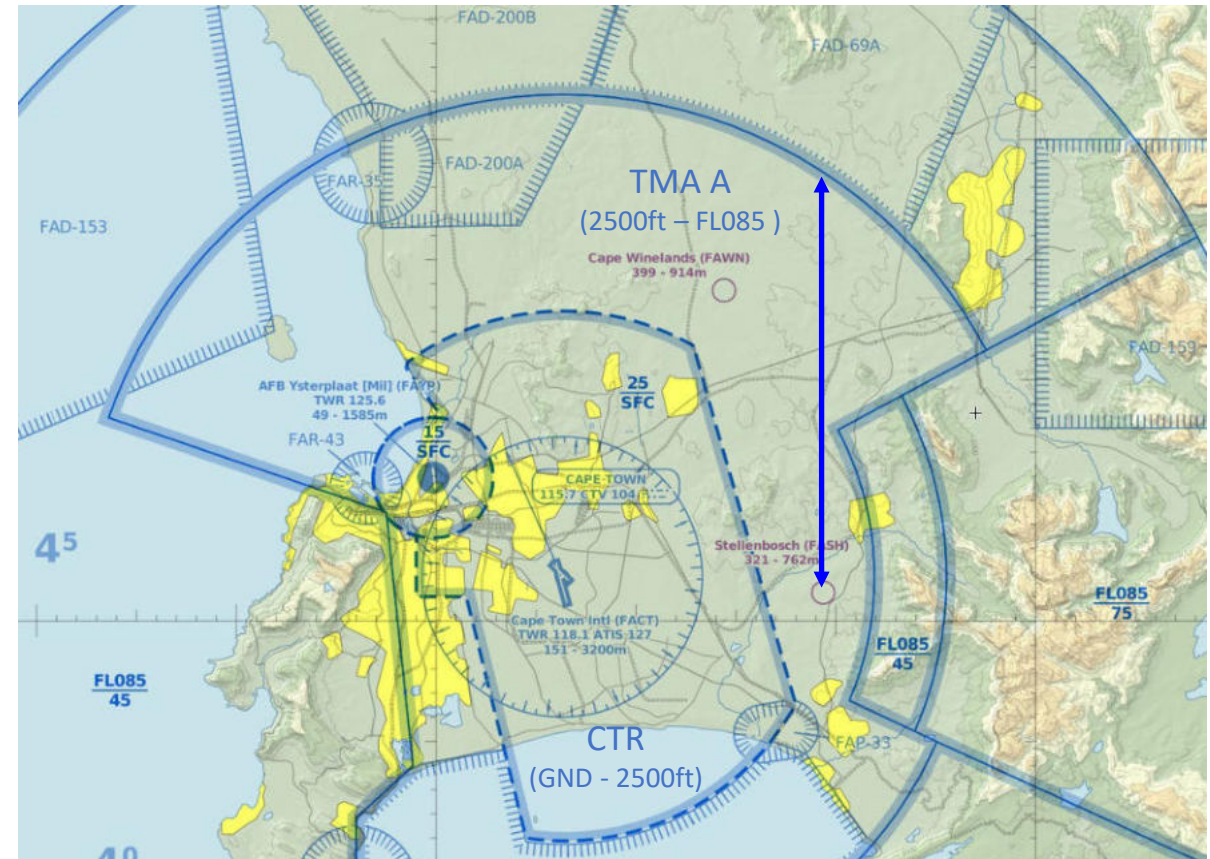 FAD-200B
FAD-69A
FAD-200A
FAR-35
FAD-153
TMA A
(2500ft – FL085 )
Cape Winelands (FAWN)
399 - 914m
FAD-159
AFB Ysterplaat [Mil] (FAYP)
TWR 125.6
49 - 1585m
25
SFC
FAR-43
15
SFC
CAPE TOWN
115.7 CTV 104
4⁵
Stellenbosch (FASH)
321 - 762m
Cape Town Intl (FACT)
TWR 118.1 ATIS 127
151 - 3200m
FL085
75
FL085
45
FL085
45
CTR
(GND - 2500ft)
FAP-33
4⁰